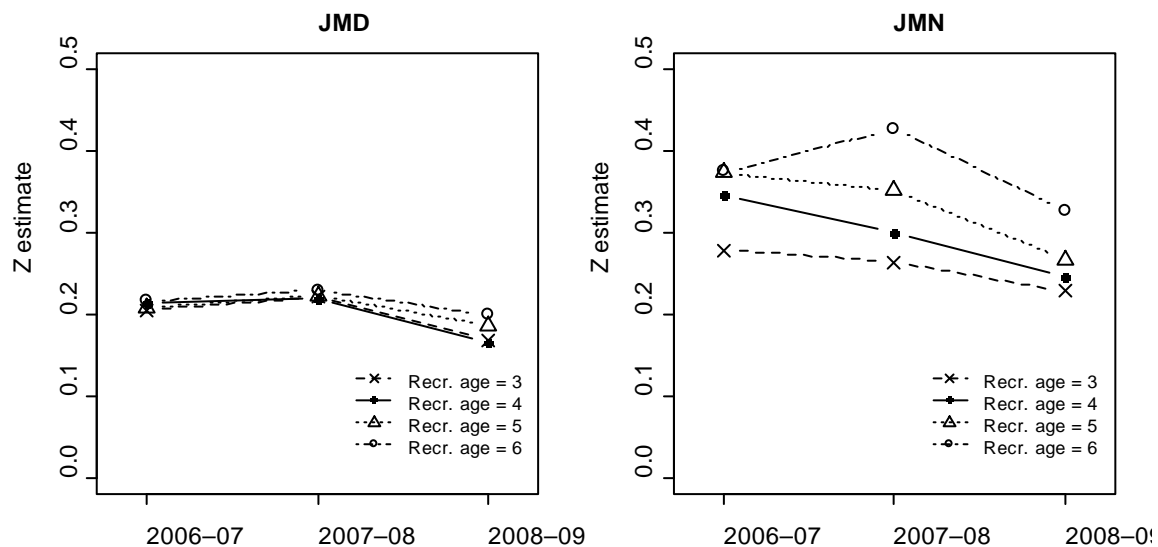 JMD
Z estimate
0.5
0.4
0.3
0.2
0.1
0.0
Recr. age = 3
Recr. age = 4
Recr. age = 5
Recr. age = 6
2006–07 2007–08 2008–09
JMN
Z estimate
0.5
0.4
0.3
0.2
0.1
0.0
Recr. age = 3
Recr. age = 4
Recr. age = 5
Recr. age = 6
2006–07 2007–08 2008–09